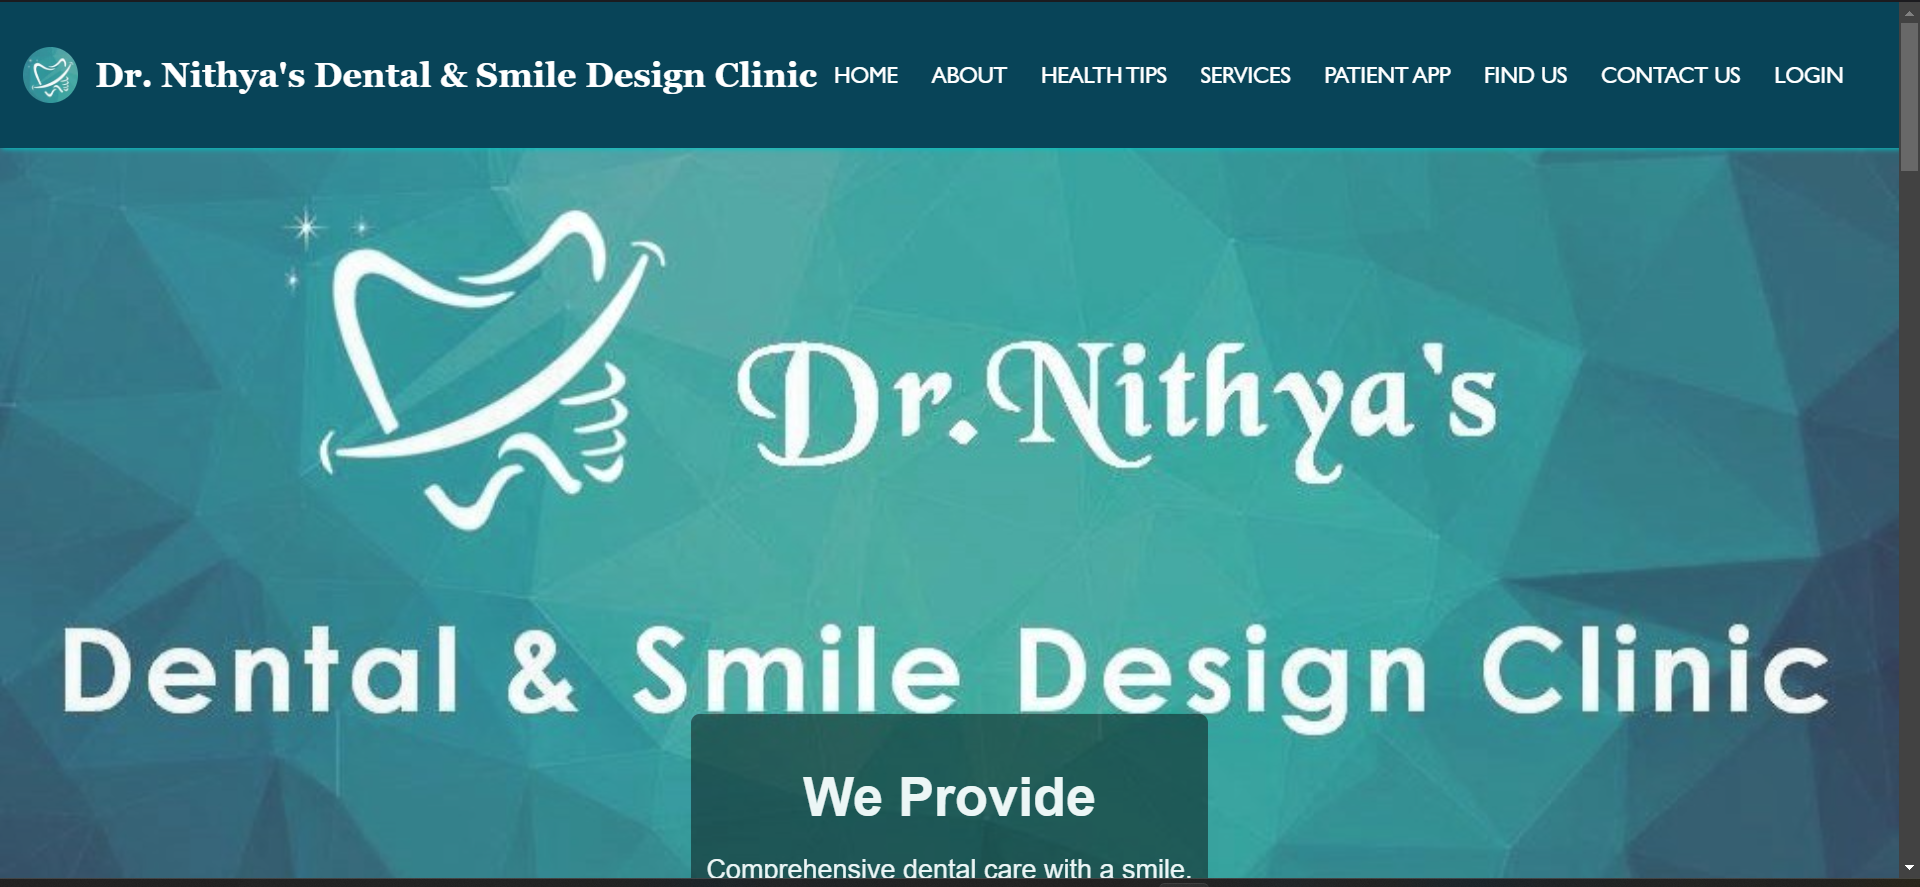 Dr. Nithya's Dental & Smile Design Clinic HOME ABOUT HEALTH TIPS SERVICES PATIENT APP FIND US CONTACT US LOGIN
Dr.Nithya's
Dental & Smile Design Clinic
We Provide
Comprehensive dental care with a smile.